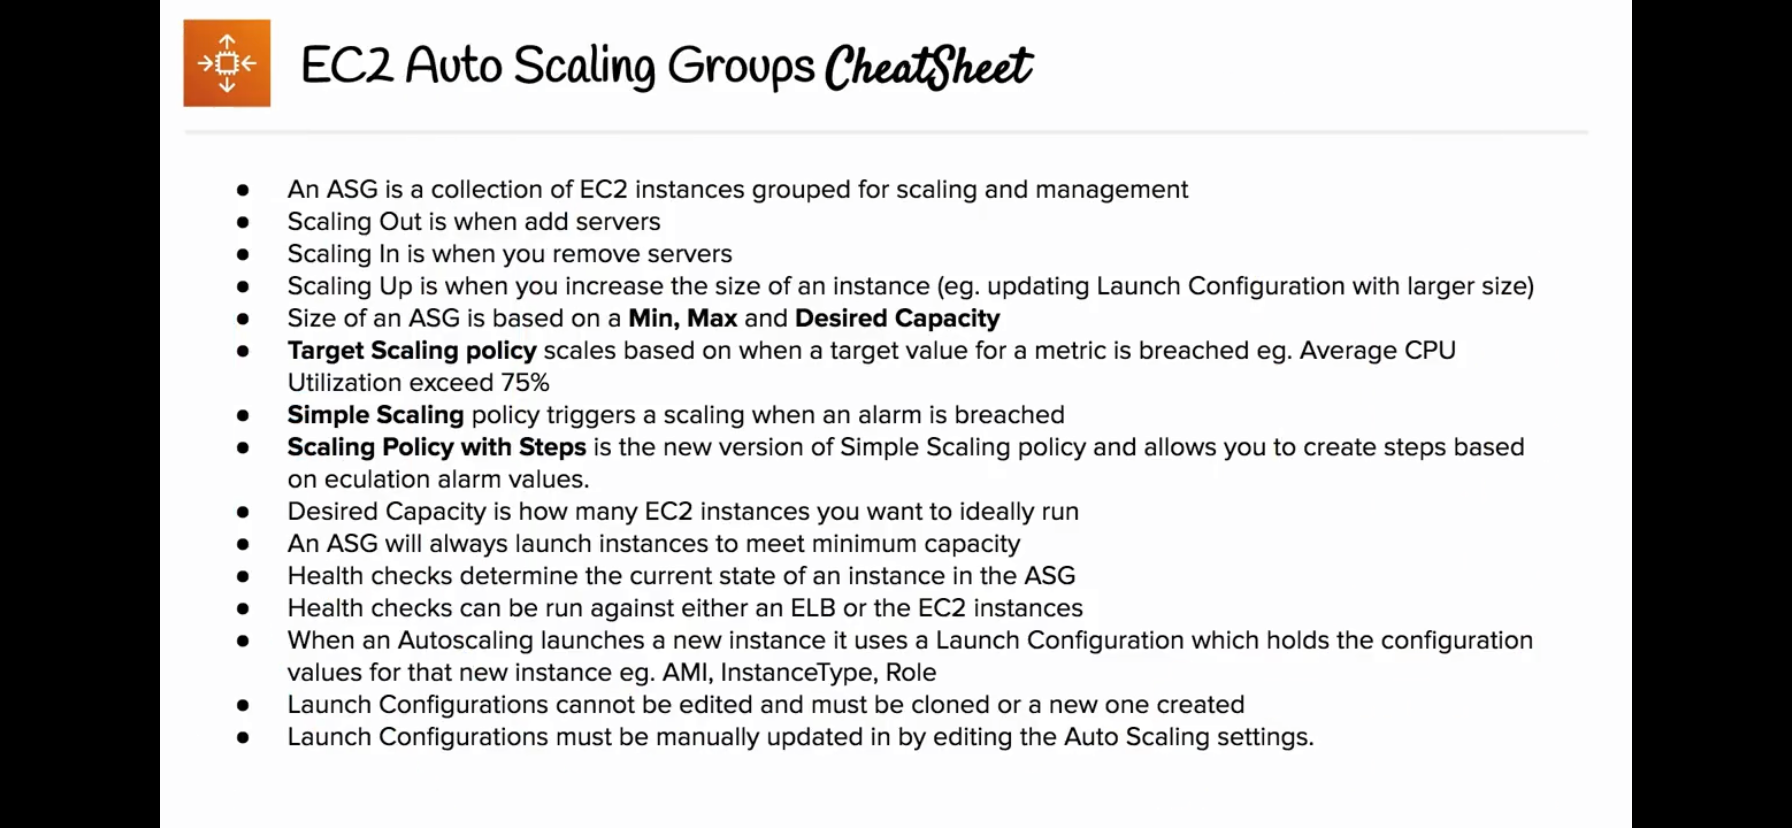 EC2 Auto Scaling Groups CheatSheet
● An ASG is a collection of EC2 instances grouped for scaling and management
● Scaling Out is when add servers
● Scaling In is when you remove servers
● Scaling Up is when you increase the size of an instance (eg. updating Launch Configuration with larger size)
● Size of an ASG is based on a Min, Max and Desired Capacity
● Target Scaling policy scales based on when a target value for a metric is breached eg. Average CPU
Utilization exceed 75%
● Simple Scaling policy triggers a scaling when an alarm is breached
● Scaling Policy with Steps is the new version of Simple Scaling policy and allows you to create steps based
on eculation alarm values.
● Desired Capacity is how many EC2 instances you want to ideally run
● An ASG will always launch instances to meet minimum capacity
● Health checks determine the current state of an instance in the ASG
● Health checks can be run against either an ELB or the EC2 instances
● When an Autoscaling launches a new instance it uses a Launch Configuration which holds the configuration
values for that new instance eg. AMI, InstanceType, Role
● Launch Configurations cannot be edited and must be cloned or a new one created
● Launch Configurations must be manually updated in by editing the Auto Scaling settings.